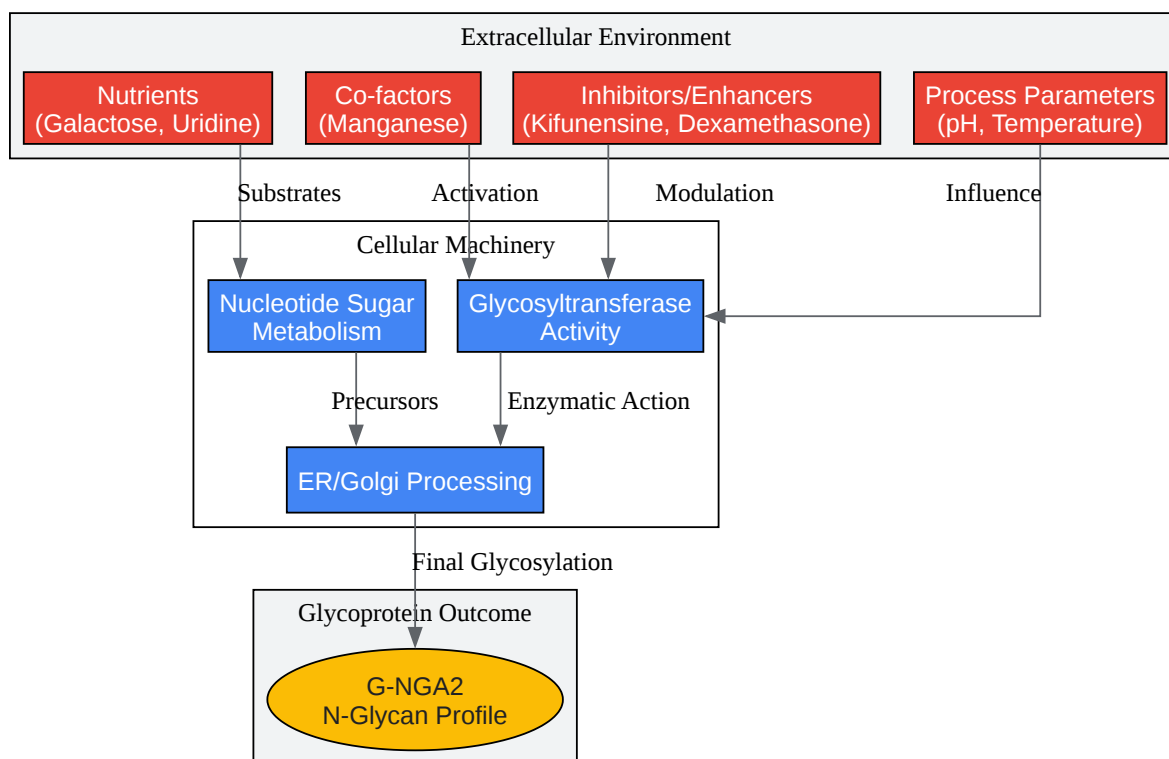 Extracellular Environment
Nutrients
(Galactose, Uridine)
Co-factors
(Manganese)
Inhibitors/Enhancers
(Kifunensine, Dexamethasone)
Process Parameters
(pH, Temperature)
Substrates
Activation
Modulation
Influence
Cellular Machinery
Nucleotide Sugar
Metabolism
Glycosyltransferase
Activity
Precursors
Enzymatic Action
ER/Golgi Processing
Final Glycosylation
Glycoprotein Outcome
G-NGA2
N-Glycan Profile